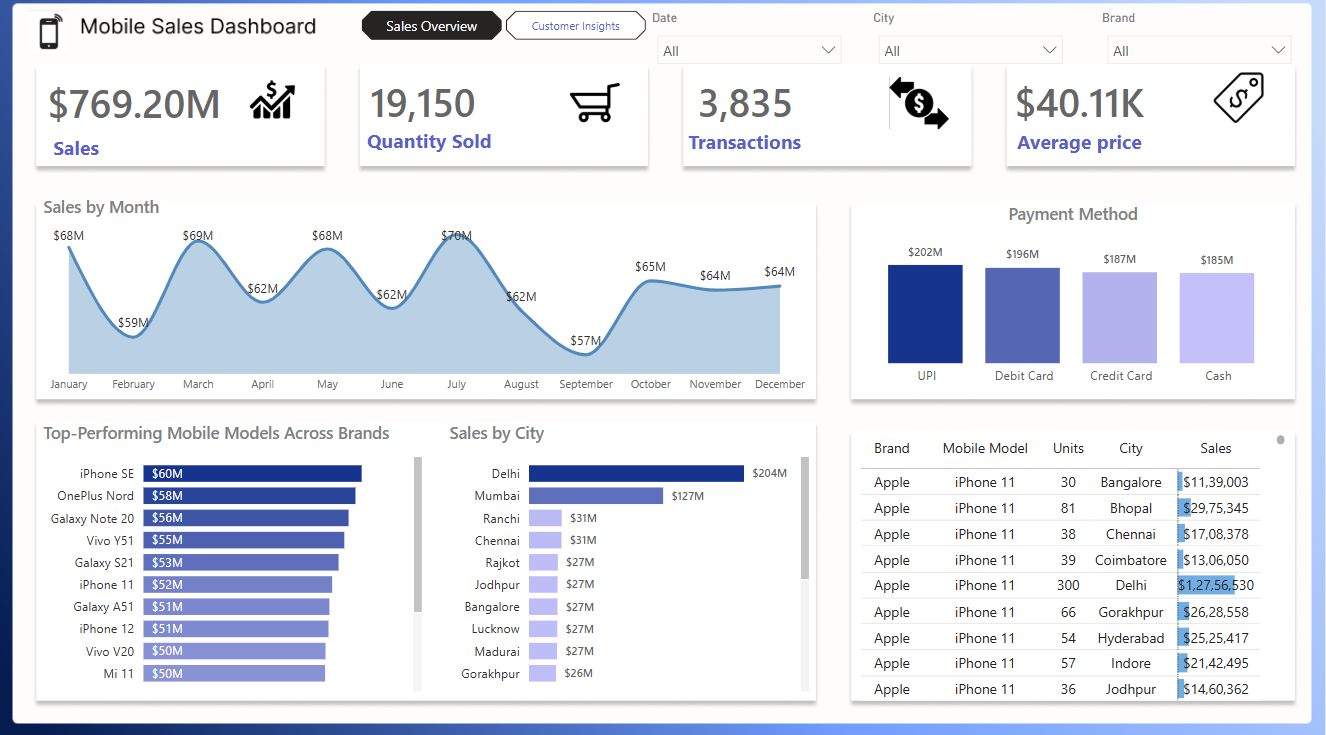 Mobile Sales Dashboard
Sales Overview
Customer Insights
Date
All
City
All
Brand
All
$769.20M
Sales
19,150
Quantity Sold
3,835
Transactions
$40.11K
Average price
Sales by Month
$68M
$59M
$69M
$62M
$68M
$62M
$70M
$62M
$57M
$65M
$64M
$64M
January February March April May June July August September October November December
Payment Method
$202M
$196M
$187M
$185M
UPI Debit Card Credit Card Cash
Top-Performing Mobile Models Across Brands
iPhone SE $60M
OnePlus Nord $58M
Galaxy Note 20 $56M
Vivo Y51 $55M
Galaxy S21 $53M
iPhone 11 $52M
Galaxy A51 $51M
iPhone 12 $51M
Vivo V20 $50M
Mi 11 $50M
Sales by City
Delhi $204M
Mumbai $127M
Ranchi $31M
Chennai $31M
Rajkot $27M
Jodhpur $27M
Bangalore $27M
Lucknow $27M
Madurai $27M
Gorakhpur $26M
Brand Mobile Model Units City Sales
Apple iPhone 11 30 Bangalore $11,39,003
Apple iPhone 11 81 Bhopal $29,75,345
Apple iPhone 11 38 Chennai $17,08,378
Apple iPhone 11 39 Coimbatore $13,06,050
Apple iPhone 11 300 Delhi $1,27,56,530
Apple iPhone 11 66 Gorakhpur $26,28,558
Apple iPhone 11 54 Hyderabad $25,25,417
Apple iPhone 11 57 Indore $21,42,495
Apple iPhone 11 36 Jodhpur $14,60,362